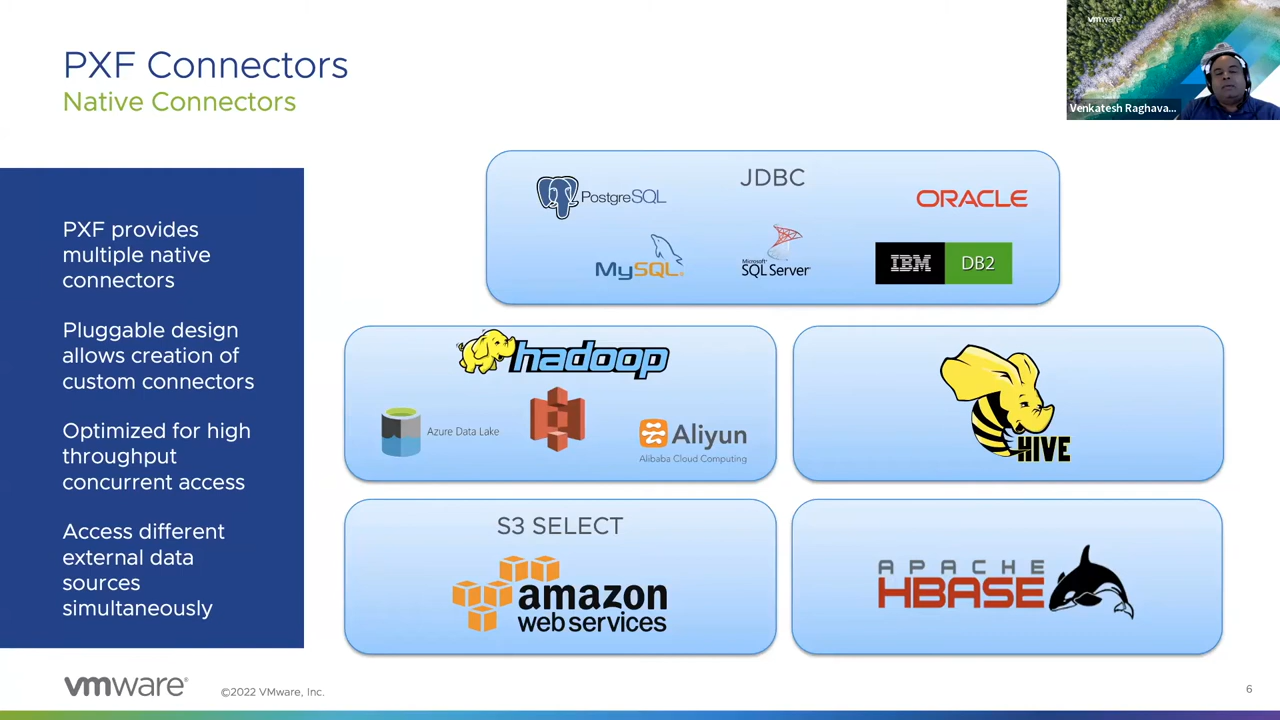 PXF Connectors
Native Connectors
vmware
Venkatesh Raghava...
PXF provides
multiple native
connectors
Pluggable design
allows creation of
custom connectors
Optimized for high
throughput
concurrent access
Access different
external data
sources
simultaneously
JDBC
PostgreSQL
ORACLE
MySQL®
Microsoft®
SQL Server
IBM
DB2
hadoop
Azure Data Lake
Aliyun
Alibaba Cloud Computing
HIVE
S3 SELECT
amazon
web services
APACHE
HBASE
vmware®
©2022 VMware, Inc.
6